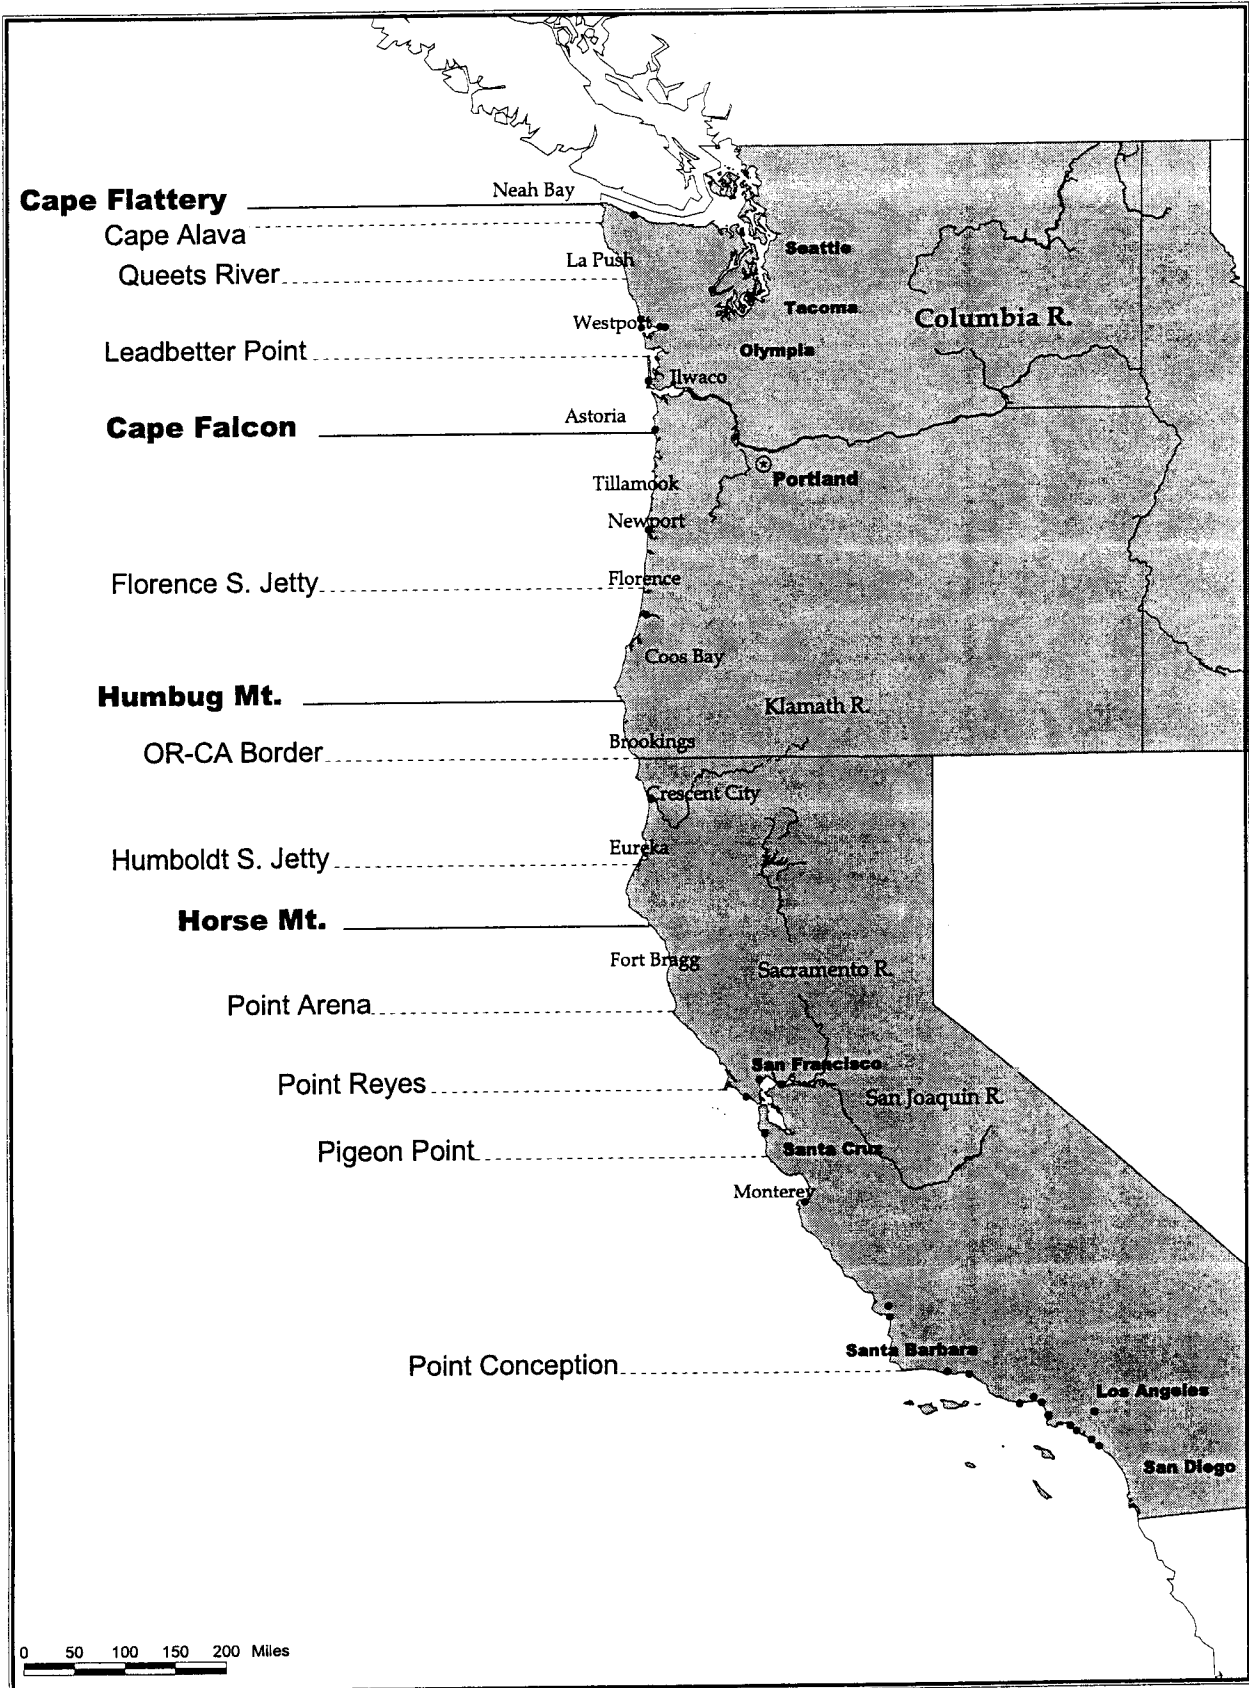 Neah Bay
Cape Flattery
Cape Alava
Seattle
La Push
Queets River
Tacoma
Columbia R.
Westport
Olympia
Leadbetter Point
Ilwaco
Astoria
Cape Falcon
Portland
Tillamook
Newport
Florence
Florence S. Jetty
Coos Bay
Humbug Mt.
Klamath R.
Brookings
OR-CA Border
Crescent City
Eureka
Humboldt S. Jetty
Horse Mt.
Fort Bragg
Sacramento R.
Point Arena
San Francisco
Point Reyes
San Joaquin R.
Santa Cruz
Pigeon Point
Monterey
Santa Barbara
Point Conception
Los Angeles
San Diego
0 50 100 150 200 Miles